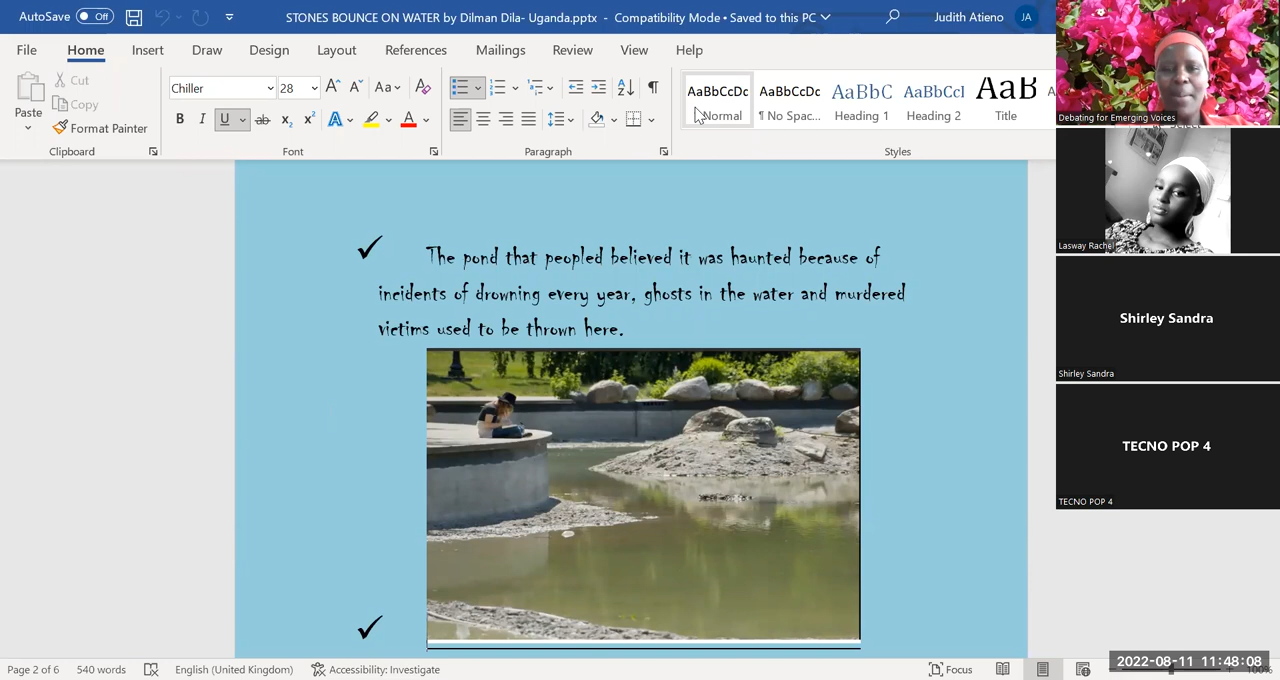 AutoSave Off STONES BOUNCE ON WATER by Dilman Dila- Uganda.pptx - Compatibility Mode • Saved to this PC Judith Atieno JA
File Home Insert Draw Design Layout References Mailings Review View Help
Paste Cut Copy Format Painter
Clipboard
Chiller 28
Font
Paragraph
AaBbCcDc Normal
AaBbCcDc ¶ No Spac...
AaBbC Heading 1
AaBbCcI Heading 2
AaB Title
Styles
The pond that peopled believed it was haunted because of
incidents of drowning every year, ghosts in the water and murdered
victims used to be thrown here.
Debating for Emerging Voices
Lasway Rachel
Shirley Sandra
Shirley Sandra
TECNO POP 4
TECNO POP 4
Page 2 of 6 540 words English (United Kingdom) Accessibility: Investigate Focus
2022-08-11 11:48:08